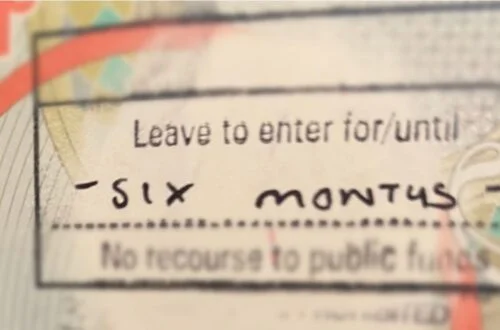 Leave to enter for/until
- SIX MONTHS -
No recourse to public funds